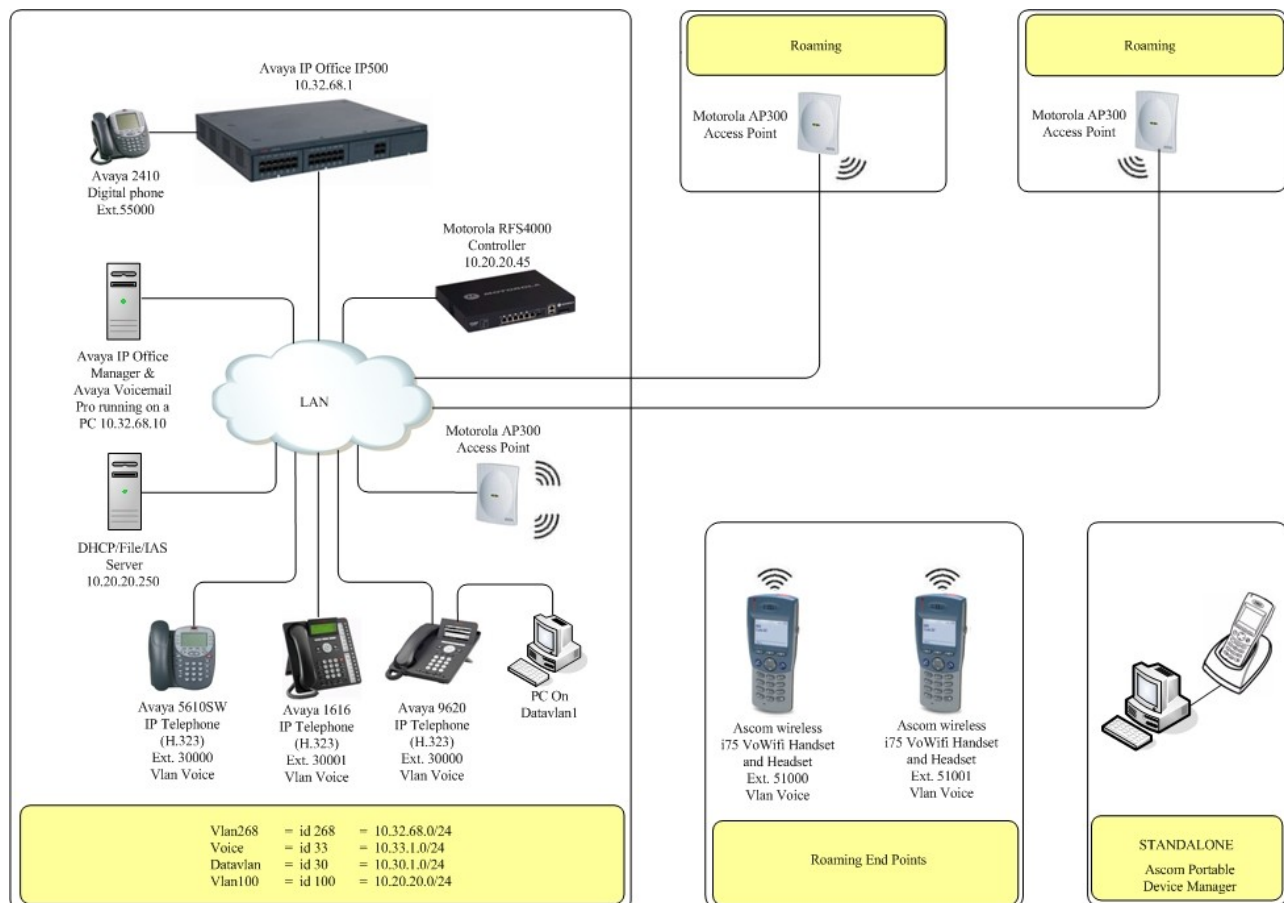 Avaya IP Office IP500
10.32.68.1
Avaya 2410
Digital phone
Ext.55000
Motorola RFS4000
Controller
10.20.20.45
MOTOROLA
Avaya IP Office
Manager &
Avaya Voicemail
Pro running on a
PC 10.32.68.10
LAN
Motorola AP300
Access Point
DHCP/File/IAS
Server
10.20.20.250
Avaya 5610SW
IP Telephone
(H.323)
Ext. 30000
Vlan Voice
Avaya 1616
IP Telephone
(H.323)
Ext. 30001
Vlan Voice
Avaya 9620
IP Telephone
(H.323)
Ext. 30000
Vlan Voice
PC On
Datavlan1
Vlan268 = id 268 = 10.32.68.0/24
Voice = id 33 = 10.33.1.0/24
Datavlan = id 30 = 10.30.1.0/24
Vlan100 = id 100 = 10.20.20.0/24
Roaming
Motorola AP300
Access Point
Roaming
Motorola AP300
Access Point
Ascom wireless
i75 VoWifi Handset
and Headset
Ext. 51000
Vlan Voice
Ascom wireless
i75 VoWifi Handset
and Headset
Ext. 51001
Vlan Voice
Roaming End Points
STANDALONE
Ascom Portable
Device Manager